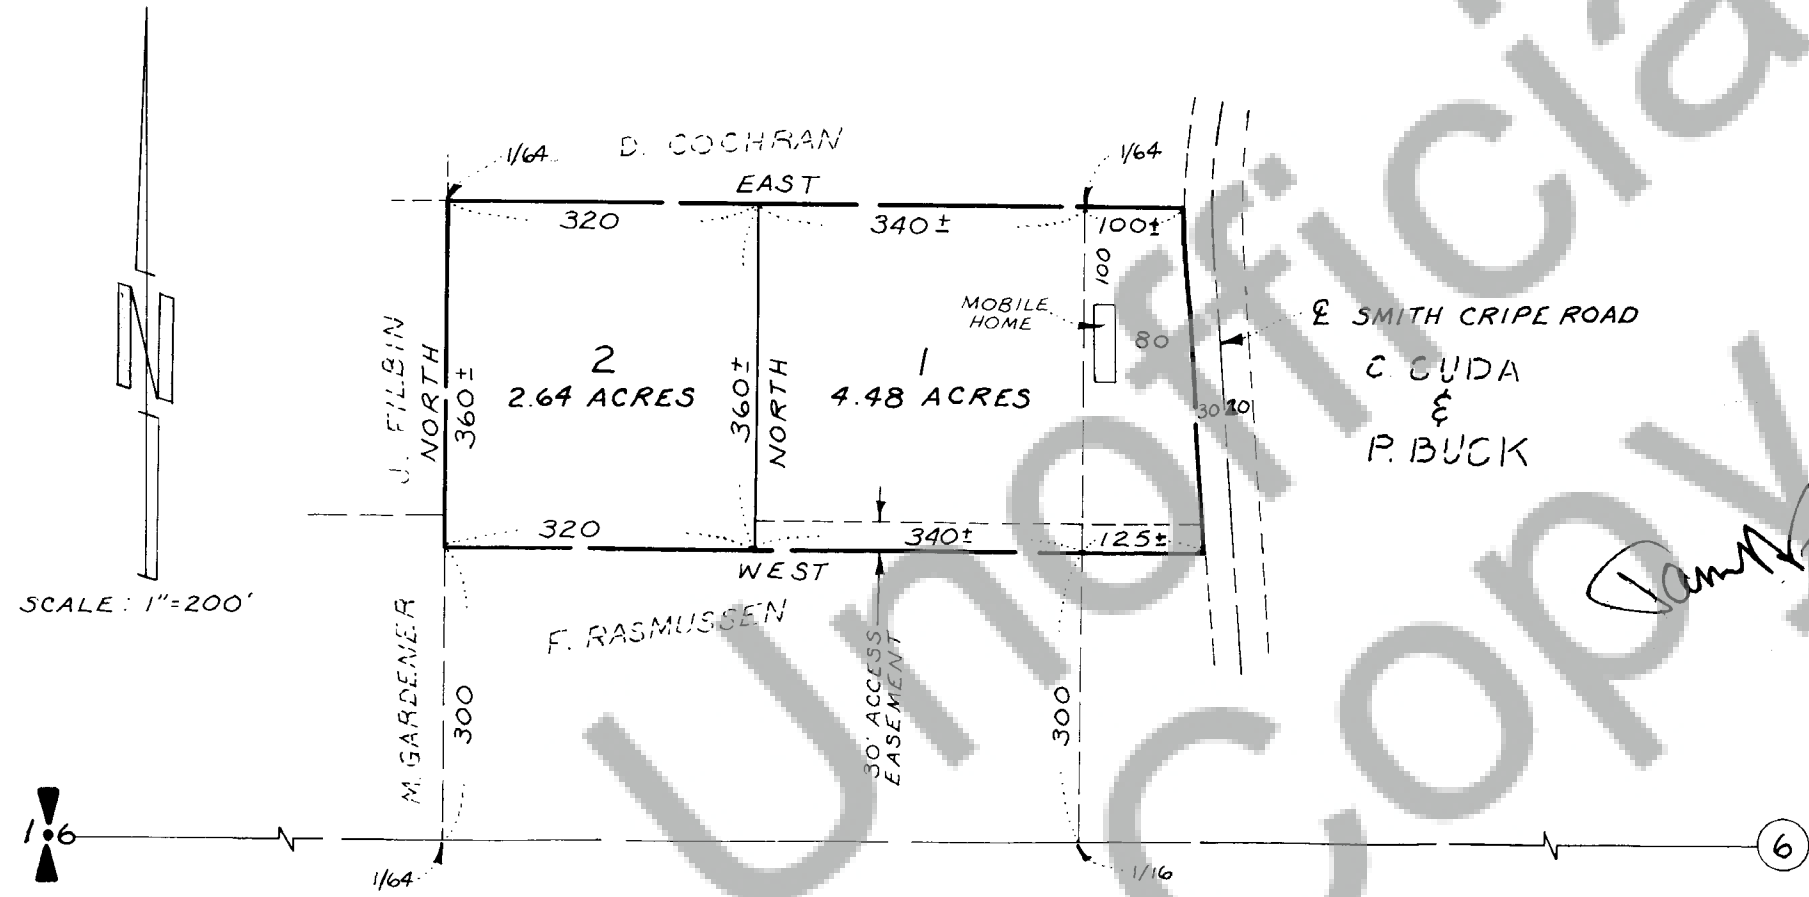 1/64
D. COCHRAN
1/64
EAST
320
340±
100±
100
MOBILE
HOME
℄ SMITH CRIPE ROAD
80
J. FILBIN
NORTH
360±
2
2.64 ACRES
360±
NORTH
1
4.48 ACRES
C. CUDA
&
P. BUCK
30
320
340±
125±
WEST
N
SCALE: 1"=200'
F. RASMUSSEN
M. GARDENER
300
30' ACCESS
EASEMENT
300
1
6
6
1/64
1/16
Unofficial
Copy